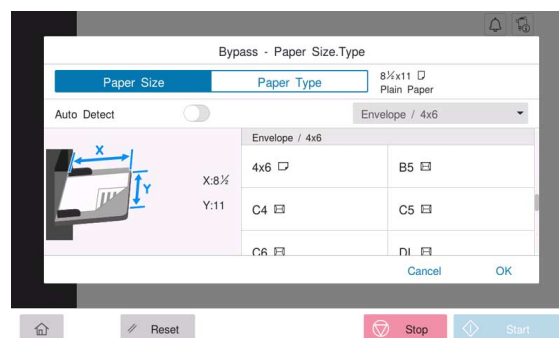 Bypass - Paper Size.Type
Paper Size
Paper Type
8½x11
Plain Paper
Auto Detect
Envelope / 4x6
Envelope / 4x6
X
Y
X:8½
Y:11
4x6
B5
C4
C5
C6
DL
Cancel
OK
Reset
Stop
Start